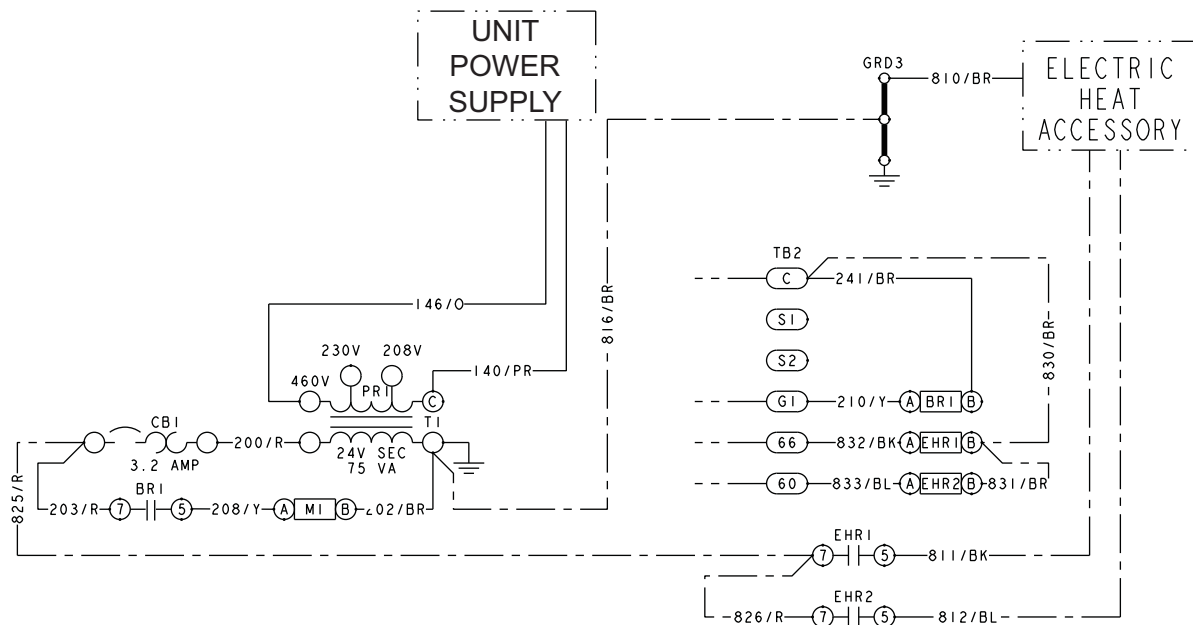 UNIT
POWER
SUPPLY
GRD3
810/BR
ELECTRIC
HEAT
ACCESSORY
TB2
C
241/BR
146/O
816/BR
S1
830/BR
230V
208V
S2
140/PR
460V
PR1
C
G1
210/Y
A
BR1
B
CB1
T1
200/R
24V SEC
75 VA
66
832/BK
A
EHR1
B
3.2 AMP
825/R
BR1
60
833/BL
A
EHR2
B
831/BR
203/R
7
5
208/Y
A
M1
B
202/BR
EHR1
7
5
811/BK
EHR2
826/R
7
5
812/BL